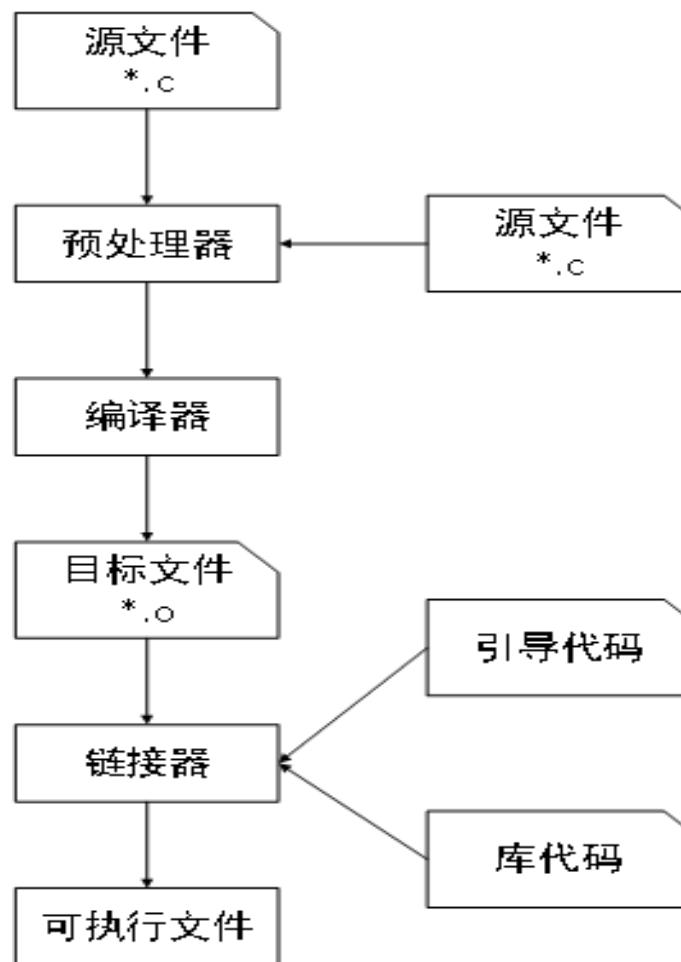 源文件
*.c
预处理器
源文件
*.c
编译器
目标文件
*.o
引导代码
链接器
库代码
可执行文件